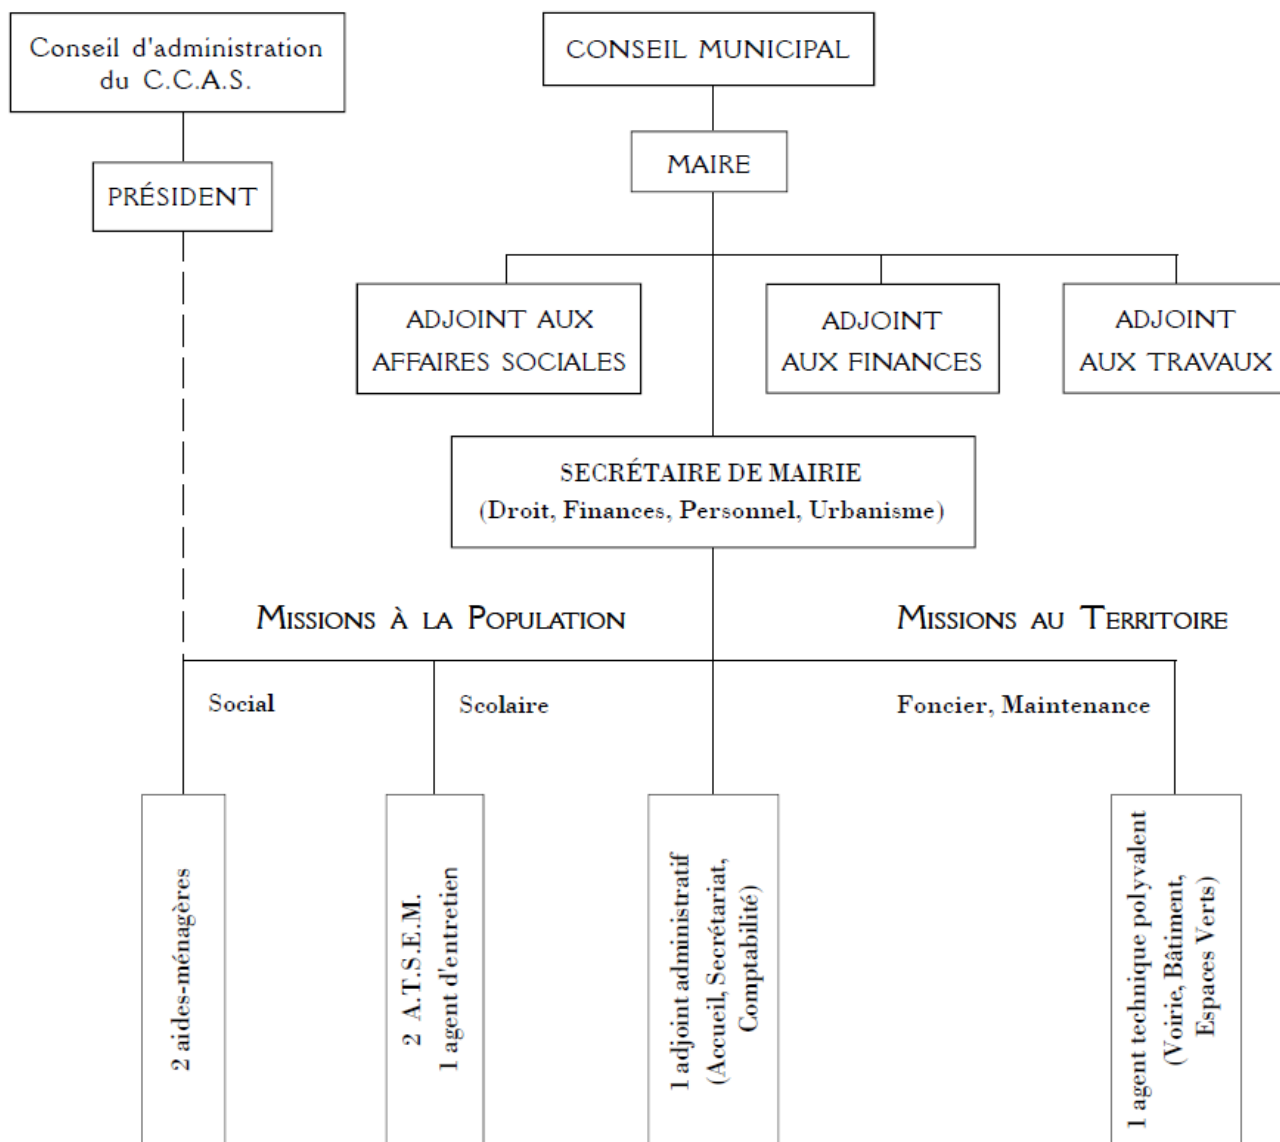 Conseil d'administration
du C.C.A.S.
CONSEIL MUNICIPAL
PRÉSIDENT
MAIRE
ADJOINT AUX
AFFAIRES SOCIALES
ADJOINT
AUX FINANCES
ADJOINT
AUX TRAVAUX
SECRÉTAIRE DE MAIRIE
(Droit, Finances, Personnel, Urbanisme)
MISSIONS À LA POPULATION
MISSIONS AU TERRITOIRE
Social
Scolaire
Foncier, Maintenance
2 aides-ménagères
2 A.T.S.E.M.
1 agent d'entretien
1 adjoint administratif
(Accueil, Secrétariat,
Comptabilité)
1 agent technique polyvalent
(Voirie, Bâtiment,
Espaces Verts)